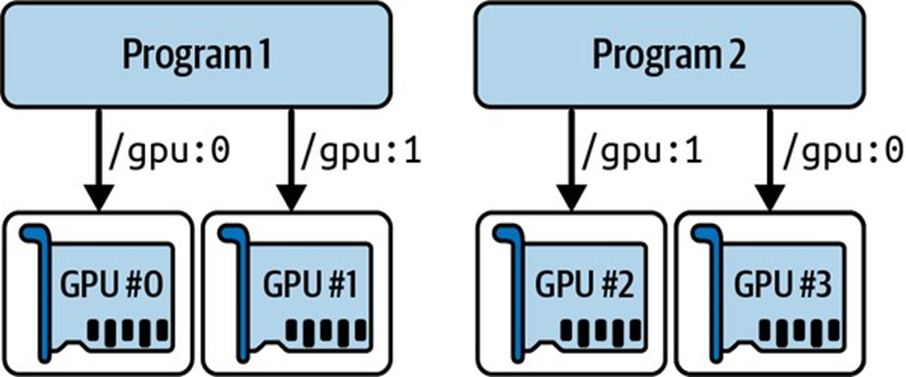 Program 1
Program 2
/gpu:0
/gpu:1
/gpu:1
/gpu:0
GPU #0
GPU #1
GPU #2
GPU #3